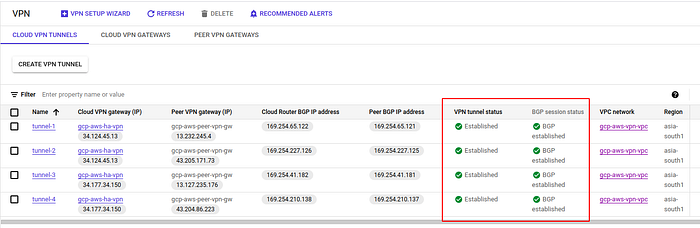 VPN
VPN SETUP WIZARD
REFRESH
DELETE
RECOMMENDED ALERTS
CLOUD VPN TUNNELS
CLOUD VPN GATEWAYS
PEER VPN GATEWAYS
CREATE VPN TUNNEL
Filter Enter property name or value
Name Cloud VPN gateway (IP) Peer VPN gateway (IP) Cloud Router BGP IP address Peer BGP IP address VPN tunnel status BGP session status VPC network Region
tunnel-1 gcp-aws-ha-vpn gcp-aws-peer-vpn-gw 169.254.65.122 169.254.65.121 Established BGP gcp-aws-vpn-vpc asia-
34.124.45.13 13.232.245.4 established south1
tunnel-2 gcp-aws-ha-vpn gcp-aws-peer-vpn-gw 169.254.227.126 169.254.227.125 Established BGP gcp-aws-vpn-vpc asia-
34.124.45.13 43.205.171.73 established south1
tunnel-3 gcp-aws-ha-vpn gcp-aws-peer-vpn-gw 169.254.41.182 169.254.41.181 Established BGP gcp-aws-vpn-vpc asia-
34.177.34.150 13.127.235.176 established south1
tunnel-4 gcp-aws-ha-vpn gcp-aws-peer-vpn-gw 169.254.210.138 169.254.210.137 Established BGP gcp-aws-vpn-vpc asia-
34.177.34.150 43.204.86.223 established south1